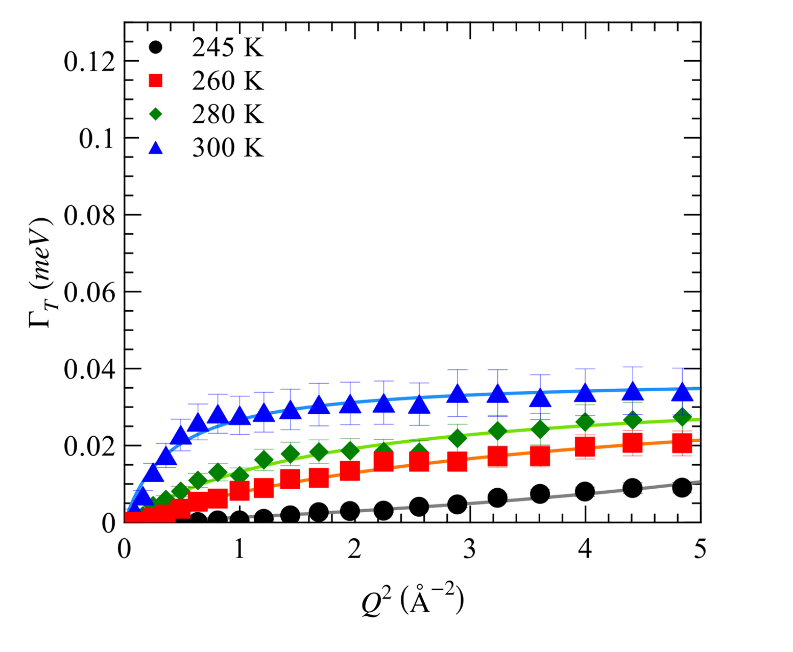 245 K
260 K
280 K
300 K
0.12
0.1
0.08
0.06
0.04
0.02
0
Γ_T (meV)
0 1 2 3 4 5
Q² (Å⁻²)